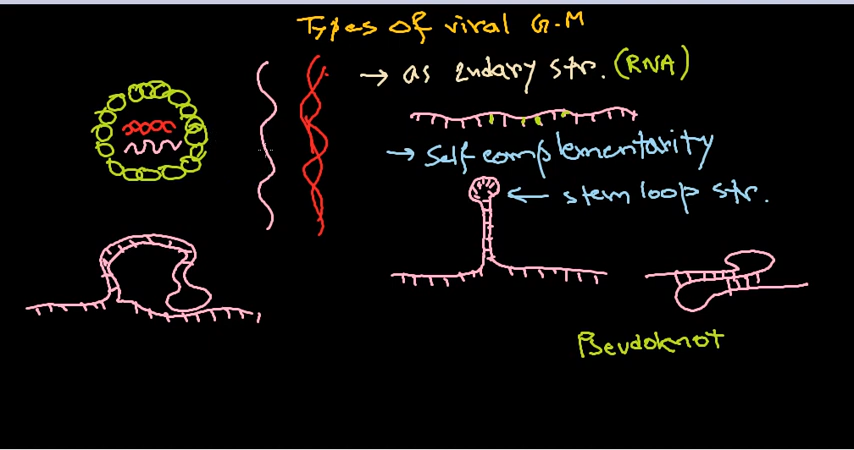 Types of viral G.M
→ as 2ndary str. (RNA)
→ Self complementarity
← stem loop str.
Pseudoknot